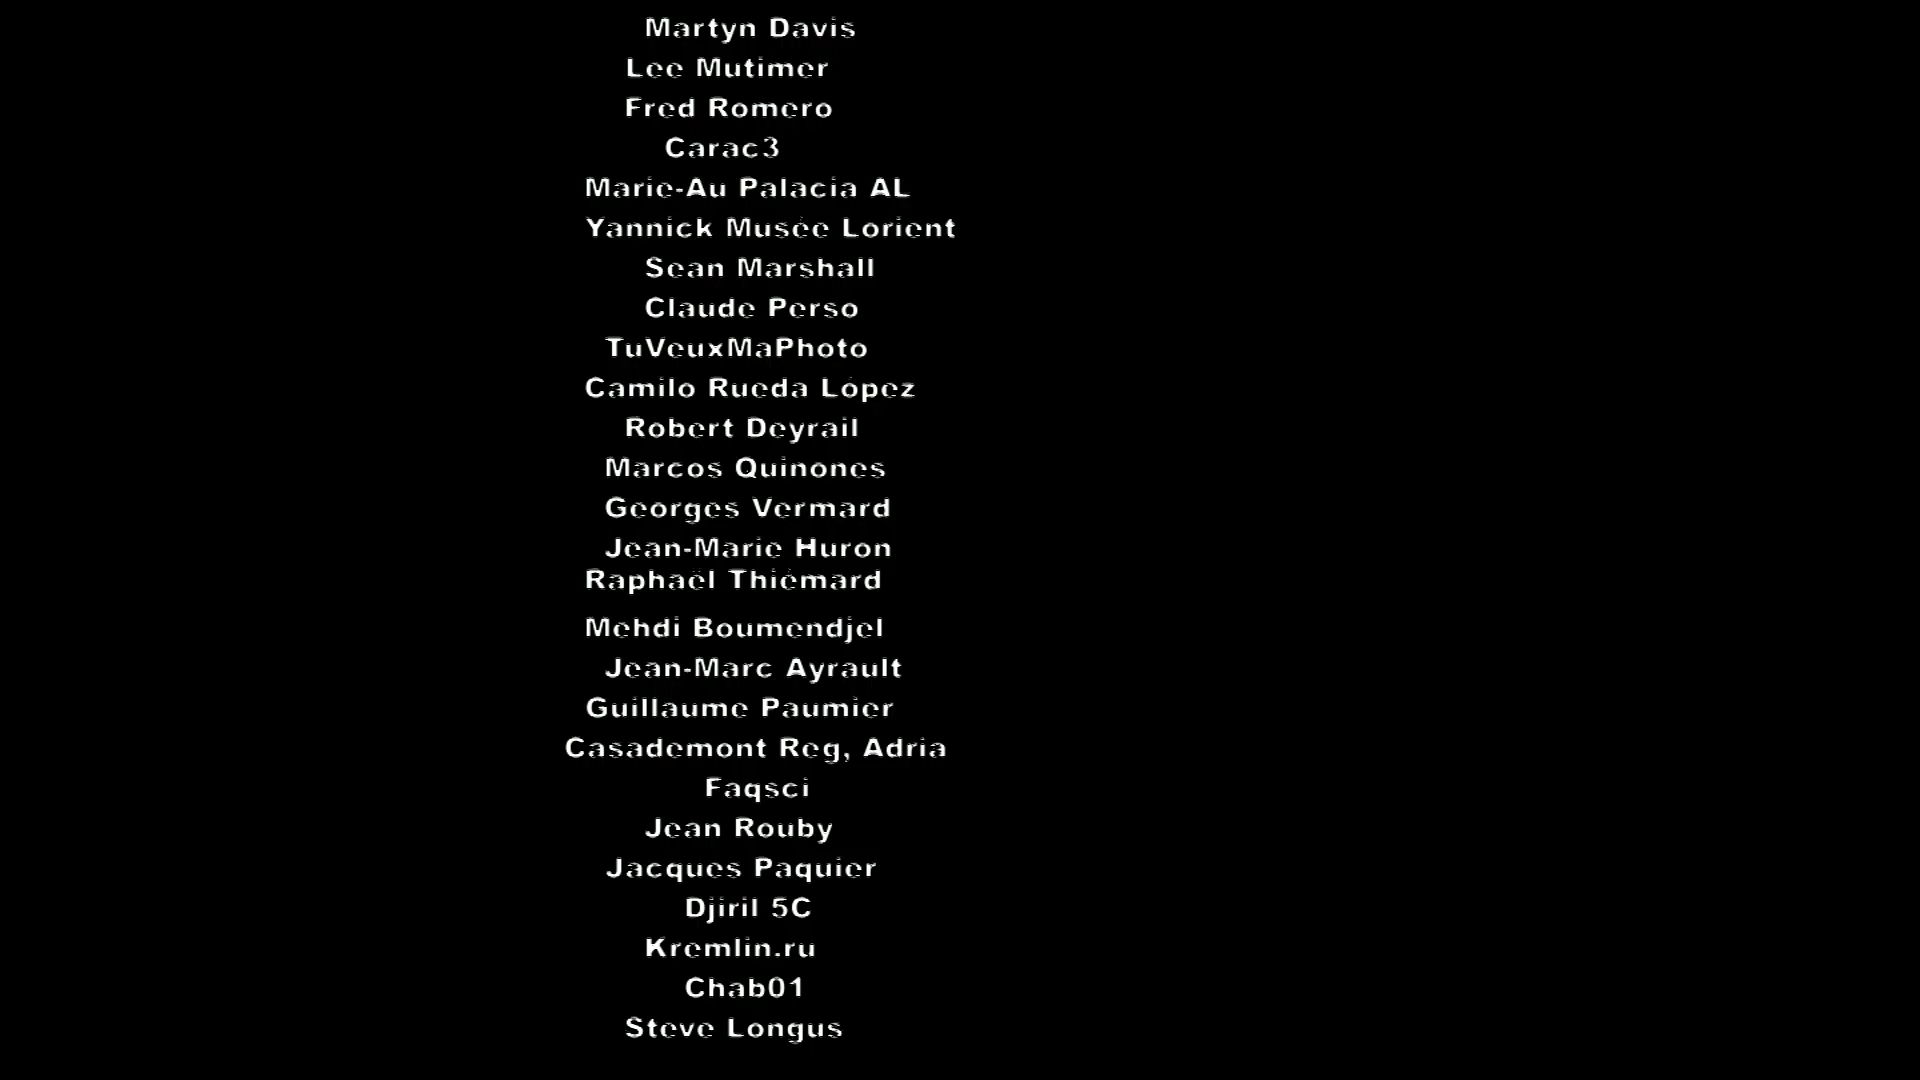 Martyn Davis
Lee Mutimer
Fred Romero
Carac3
Marie-Au Palacia AL
Yannick Musée Lorient
Sean Marshall
Claude Perso
TuVeuxMaPhoto
Camilo Rueda López
Robert Deyrail
Marcos Quinones
Georges Vermard
Jean-Marie Huron
Raphaël Thiémard
Mehdi Boumendjel
Jean-Marc Ayrault
Guillaume Paumier
Casademont Reg, Adria
Faqsci
Jean Rouby
Jacques Paquier
Djiril 5C
Kremlin.ru
Chab01
Steve Longus